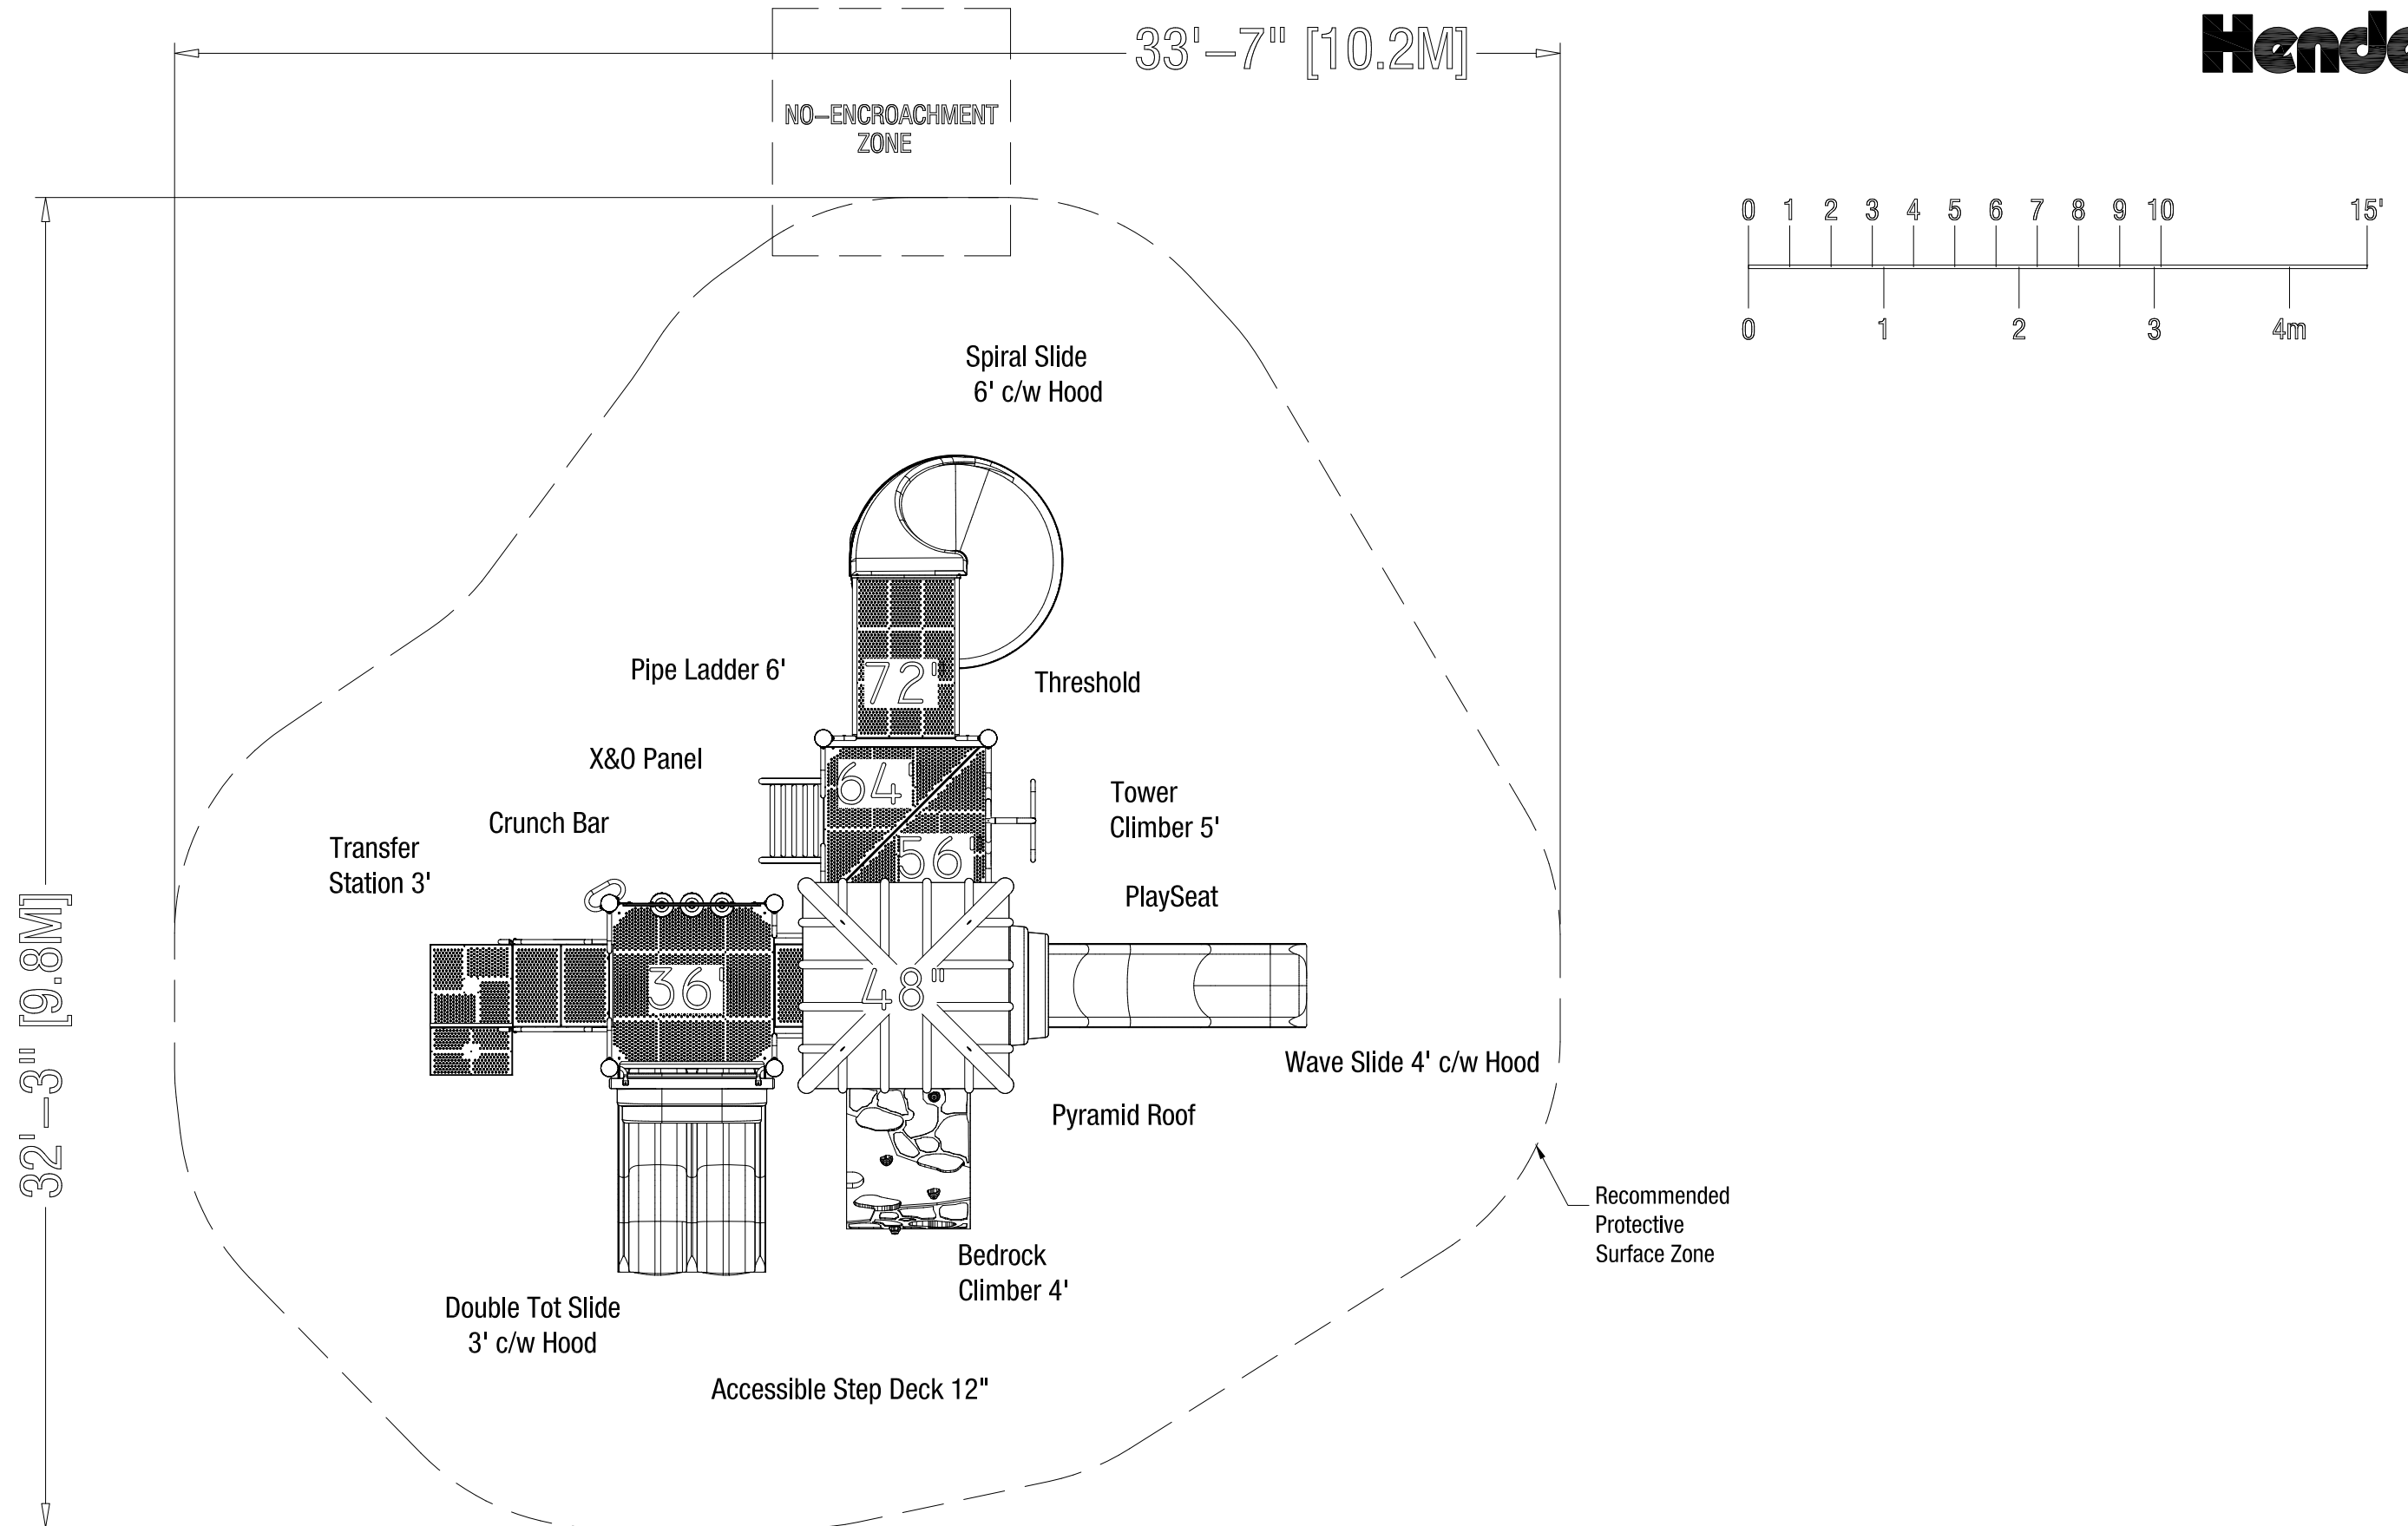 33'–7" [10.2M]
NO–ENCROACHMENT
ZONE
0 1 2 3 4 5 6 7 8 9 10 15'
0 1 2 3 4m
Spiral Slide
6' c/w Hood
Pipe Ladder 6'
72"
Threshold
X&O Panel
64"
Tower
Climber 5'
Crunch Bar
Transfer
Station 3'
56"
PlaySeat
32'–3" [9.8M]
36"
48"
Wave Slide 4' c/w Hood
Pyramid Roof
Recommended
Protective
Surface Zone
Bedrock
Climber 4'
Double Tot Slide
3' c/w Hood
Accessible Step Deck 12"